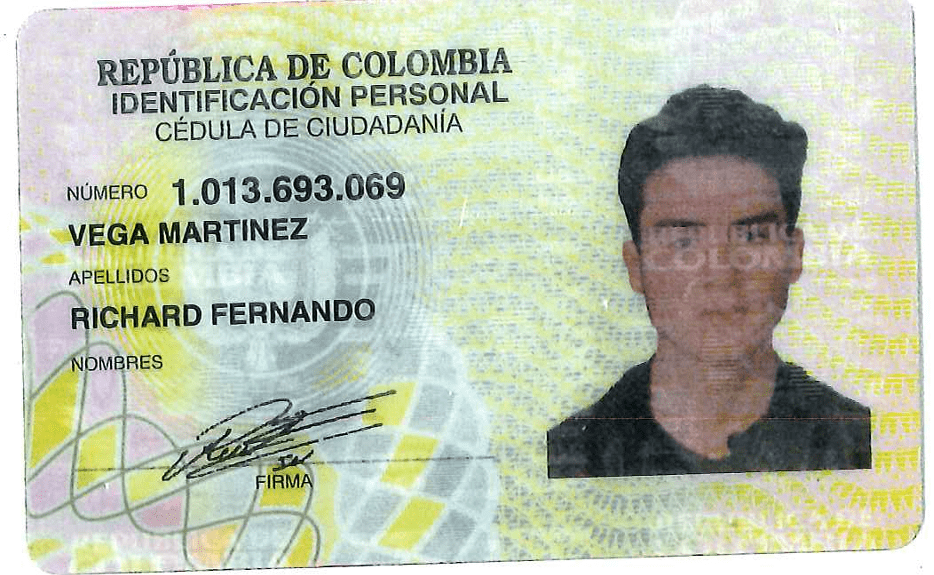 REPÚBLICA DE COLOMBIA
IDENTIFICACIÓN PERSONAL
CÉDULA DE CIUDADANÍA
NÚMERO 1.013.693.069
VEGA MARTINEZ
APELLIDOS
RICHARD FERNANDO
NOMBRES
FIRMA